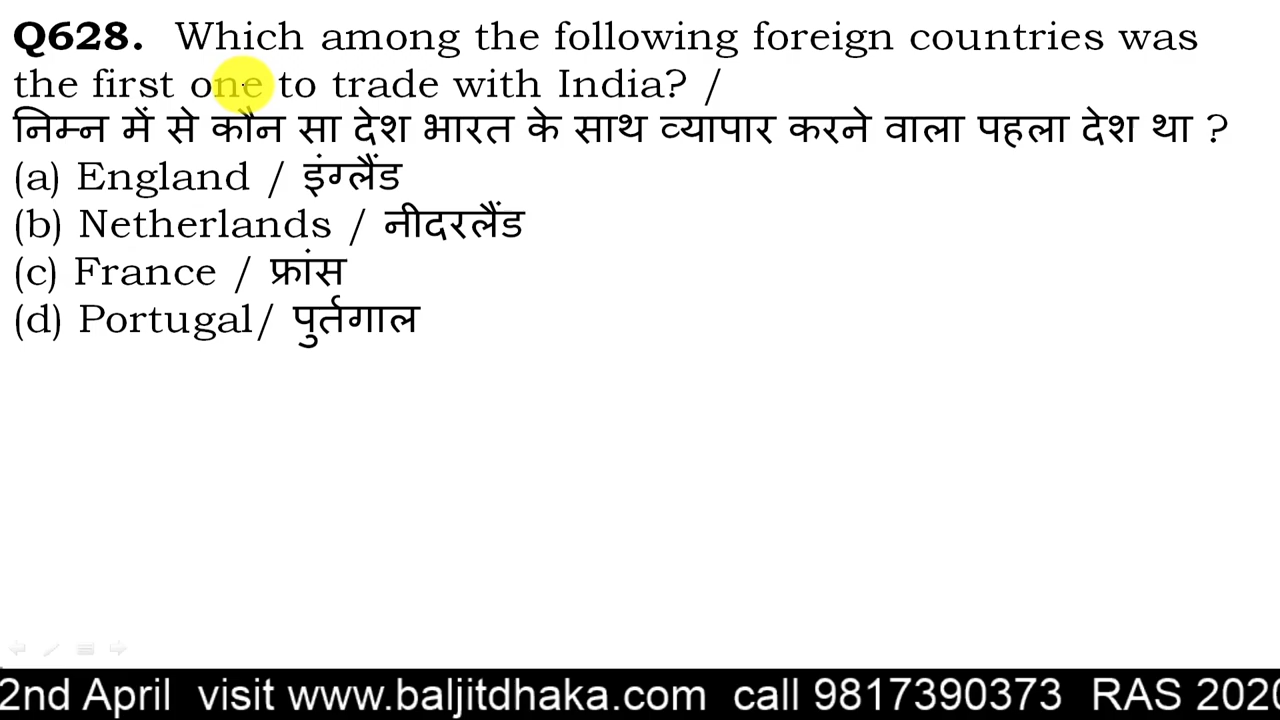 Q628. Which among the following foreign countries was
the first one to trade with India? /
निम्न में से कौन सा देश भारत के साथ व्यापार करने वाला पहला देश था ?
(a) England / इंग्लैंड
(b) Netherlands / नीदरलैंड
(c) France / फ्रांस
(d) Portugal/ पुर्तगाल
2nd April visit www.baljitdhaka.com call 9817390373 RAS 2020